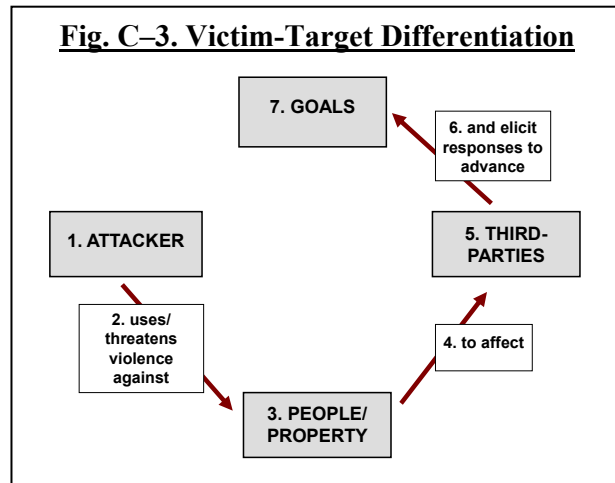 Fig. C–3. Victim-Target Differentiation
7. GOALS
6. and elicit
responses to
advance
1. ATTACKER
5. THIRD-
PARTIES
2. uses/
threatens
violence
against
4. to affect
3. PEOPLE/
PROPERTY